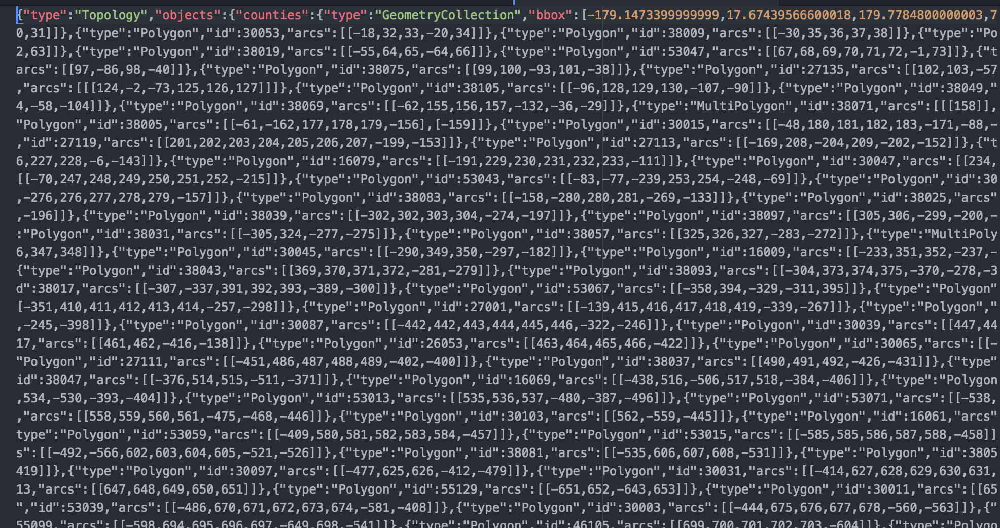 {"type":"Topology","objects":{"counties":{"type":"GeometryCollection","bbox":[-179.1473399999999,17.67439566600018,179.7784800000003,7
0,31]]},{"type":"Polygon","id":30053,"arcs":[[-18,32,33,-20,34]]},{"type":"Polygon","id":38009,"arcs":[[-30,35,36,37,38]]},{"type":"Po
2,63]]},{"type":"Polygon","id":38019,"arcs":[[-55,64,65,-64,66]]},{"type":"Polygon","id":53047,"arcs":[[67,68,69,70,71,72,-1,73]]},{"t
arcs":[[97,-86,98,-40]]},{"type":"Polygon","id":38075,"arcs":[[99,100,-93,101,-38]]},{"type":"Polygon","id":27135,"arcs":[[102,103,-57
,"arcs":[[[124,-2,-73,125,126,127]]]},{"type":"Polygon","id":38105,"arcs":[[-96,128,129,130,-107,-90]]},{"type":"Polygon","id":38049,"
4,-58,-104]]},{"type":"Polygon","id":38069,"arcs":[[-62,155,156,157,-132,-36,-29]]},{"type":"MultiPolygon","id":38071,"arcs":[[[158]],
"Polygon","id":38005,"arcs":[[-61,-162,177,178,179,-156],[-159]]},{"type":"Polygon","id":30015,"arcs":[[-48,180,181,182,183,-171,-88,-
,"id":27119,"arcs":[[201,202,203,204,205,206,207,-199,-153]]},{"type":"Polygon","id":27113,"arcs":[[-169,208,-204,209,-202,-152]]},{"t
6,227,228,-6,-143]]},{"type":"Polygon","id":16079,"arcs":[[-191,229,230,231,232,233,-111]]},{"type":"Polygon","id":30047,"arcs":[[234,
[[-70,247,248,249,250,251,252,-215]]},{"type":"Polygon","id":53043,"arcs":[[-83,-77,-239,253,254,-248,-69]]},{"type":"Polygon","id":30
,-276,276,277,278,279,-157]]},{"type":"Polygon","id":38083,"arcs":[[-158,-280,280,281,-269,-133]]},{"type":"Polygon","id":38025,"arcs"
,-196]]},{"type":"Polygon","id":38039,"arcs":[[-302,302,303,304,-274,-197]]},{"type":"Polygon","id":38097,"arcs":[[305,306,-299,-200,-
:"Polygon","id":38031,"arcs":[[-305,324,-277,-275]]},{"type":"Polygon","id":38057,"arcs":[[325,326,327,-283,-272]]},{"type":"MultiPoly
6,347,348]]},{"type":"Polygon","id":30045,"arcs":[[-290,349,350,-297,-182]]},{"type":"Polygon","id":16009,"arcs":[[-233,351,352,-237,-
{"type":"Polygon","id":38043,"arcs":[[369,370,371,372,-281,-279]]},{"type":"Polygon","id":38093,"arcs":[[-304,373,374,375,-370,-278,-3
d":38017,"arcs":[[-307,-337,391,392,393,-389,-300]]},{"type":"Polygon","id":53067,"arcs":[[-358,394,-329,-311,395]]},{"type":"Polygon"
[-351,410,411,412,413,414,-257,-298]]},{"type":"Polygon","id":27001,"arcs":[[-139,415,416,417,418,419,-339,-267]]},{"type":"Polygon","
,-245,-398]]},{"type":"Polygon","id":30087,"arcs":[[-442,442,443,444,445,446,-322,-246]]},{"type":"Polygon","id":30039,"arcs":[[447,44
17,"arcs":[[461,462,-416,-138]]},{"type":"Polygon","id":26053,"arcs":[[463,464,465,466,-422]]},{"type":"Polygon","id":30065,"arcs":[[-
"Polygon","id":27111,"arcs":[[-451,486,487,488,489,-402,-400]]},{"type":"Polygon","id":38037,"arcs":[[490,491,492,-426,-431]]},{"type"
id":38047,"arcs":[[-376,514,515,-511,-371]]},{"type":"Polygon","id":16069,"arcs":[[-438,516,-506,517,518,-384,-406]]},{"type":"Polygon
,534,-530,-393,-404]]},{"type":"Polygon","id":53013,"arcs":[[535,536,537,-480,-387,-496]]},{"type":"Polygon","id":53071,"arcs":[[-538,
,"arcs":[[558,559,560,561,-475,-468,-446]]},{"type":"Polygon","id":30103,"arcs":[[562,-559,-445]]},{"type":"Polygon","id":16061,"arcs"
type":"Polygon","id":53059,"arcs":[[-409,580,581,582,583,584,-457]]},{"type":"Polygon","id":53015,"arcs":[[-585,585,586,587,588,-458]]
s":[[-492,-566,602,603,604,605,-521,-526]]},{"type":"Polygon","id":38081,"arcs":[[-535,606,607,608,-531]]},{"type":"Polygon","id":3805
419]]},{"type":"Polygon","id":30097,"arcs":[[-477,625,626,-412,-479]]},{"type":"Polygon","id":30031,"arcs":[[-414,627,628,629,630,631,
13,"arcs":[[647,648,649,650,651]]},{"type":"Polygon","id":55129,"arcs":[[-651,652,-643,653]]},{"type":"Polygon","id":30011,"arcs":[[65
","id":53039,"arcs":[[-486,670,671,672,673,674,-581,-408]]},{"type":"Polygon","id":30003,"arcs":[[-444,675,676,677,678,-560,-563]]},{"
55099,"arcs":[[-598,694,695,696,697,-649,698,-541]]},{"type":"Polygon","id":46105,"arcs":[[699,700,701,702,703,-604]]},{"type":"Polygo